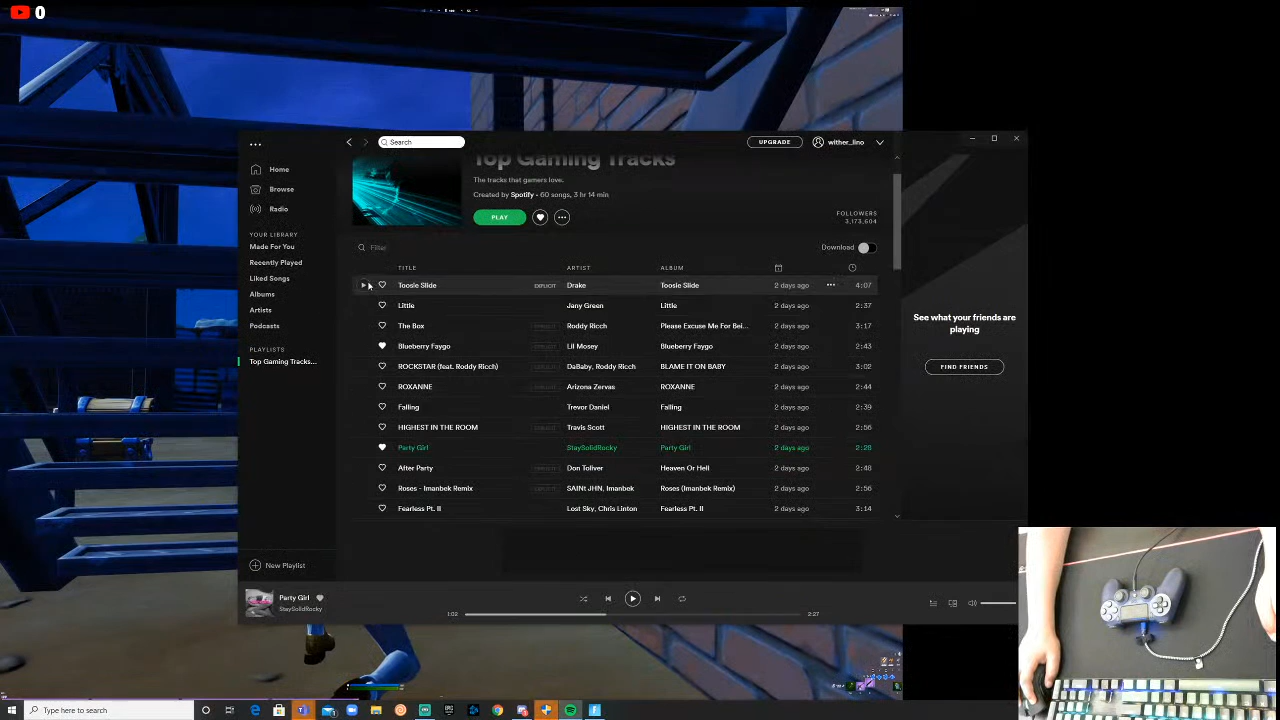 0
Search
UPGRADE
wither_lino
Home
Browse
Radio
YOUR LIBRARY
Made For You
Recently Played
Liked Songs
Albums
Artists
Podcasts
PLAYLISTS
Top Gaming Tracks...
New Playlist
Top Gaming Tracks
The tracks that gamers love.
Created by Spotify • 60 songs, 3 hr 14 min
PLAY
FOLLOWERS
3,173,604
Filter
Download
TITLE ARTIST ALBUM
Toosie Slide EXPLICIT Drake Toosie Slide 2 days ago 4:07
Little Jany Green Little 2 days ago 2:37
The Box EXPLICIT Roddy Ricch Please Excuse Me For Bei... 2 days ago 3:17
Blueberry Faygo EXPLICIT Lil Mosey Blueberry Faygo 2 days ago 2:43
ROCKSTAR (feat. Roddy Ricch) EXPLICIT DaBaby, Roddy Ricch BLAME IT ON BABY 2 days ago 3:02
ROXANNE EXPLICIT Arizona Zervas ROXANNE 2 days ago 2:44
Falling Trevor Daniel Falling 2 days ago 2:39
HIGHEST IN THE ROOM EXPLICIT Travis Scott HIGHEST IN THE ROOM 2 days ago 2:56
Party Girl StaySolidRocky Party Girl 2 days ago 2:28
After Party EXPLICIT Don Toliver Heaven Or Hell 2 days ago 2:48
Roses - Imanbek Remix EXPLICIT SAINt JHN, Imanbek Roses (Imanbek Remix) 2 days ago 2:56
Fearless Pt. II Lost Sky, Chris Linton Fearless Pt. II 2 days ago 3:14
See what your friends are
playing
FIND FRIENDS
Party Girl
StaySolidRocky
1:02
2:27
Type here to search